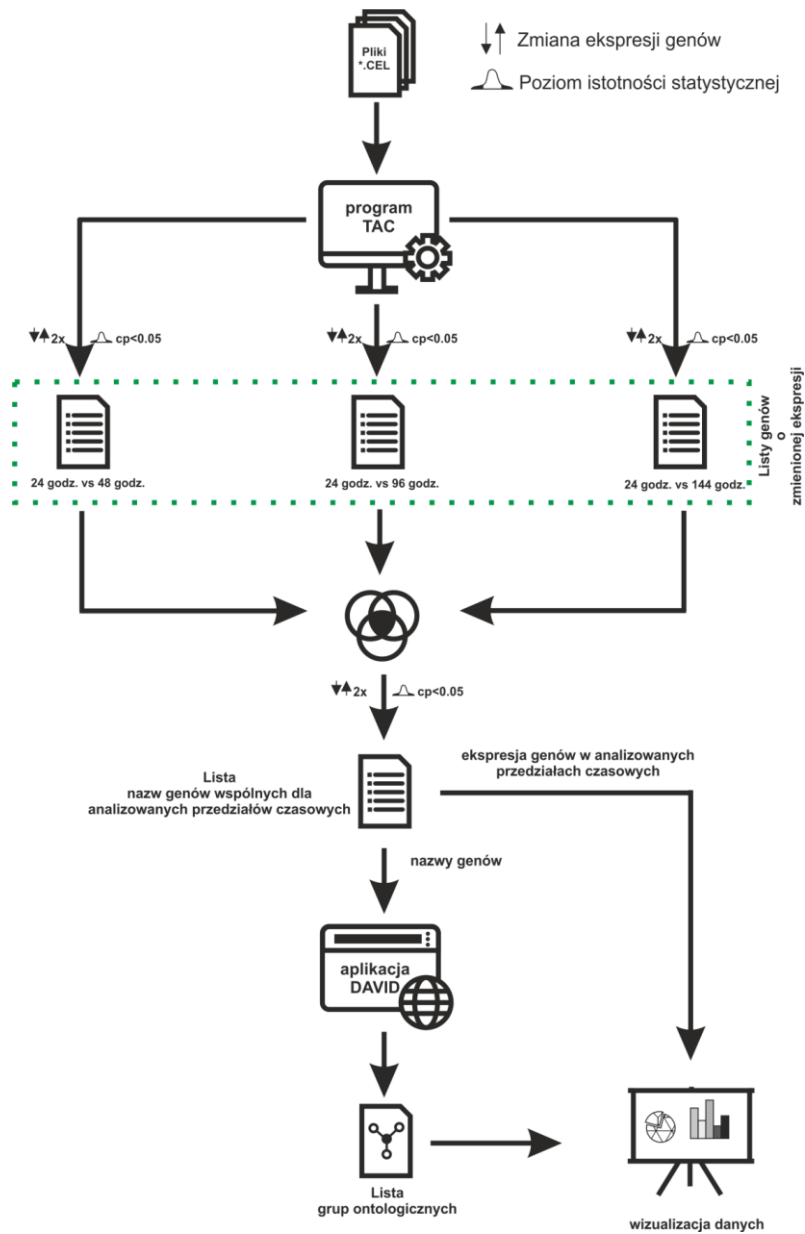 Pliki
*.CEL
Zmiana ekspresji genów
Poziom istotności statystycznej
program
TAC
2x cp<0.05
2x cp<0.05
2x cp<0.05
24 godz. vs 48 godz.
24 godz. vs 96 godz.
24 godz. vs 144 godz.
Listy genów
o
zmienionej ekspresji
2x cp<0.05
Lista
nazw genów wspólnych dla
analizowanych przedziałów czasowych
ekspresja genów w analizowanych
przedziałach czasowych
nazwy genów
aplikacja
DAVID
Lista
grup ontologicznych
wizualizacja danych